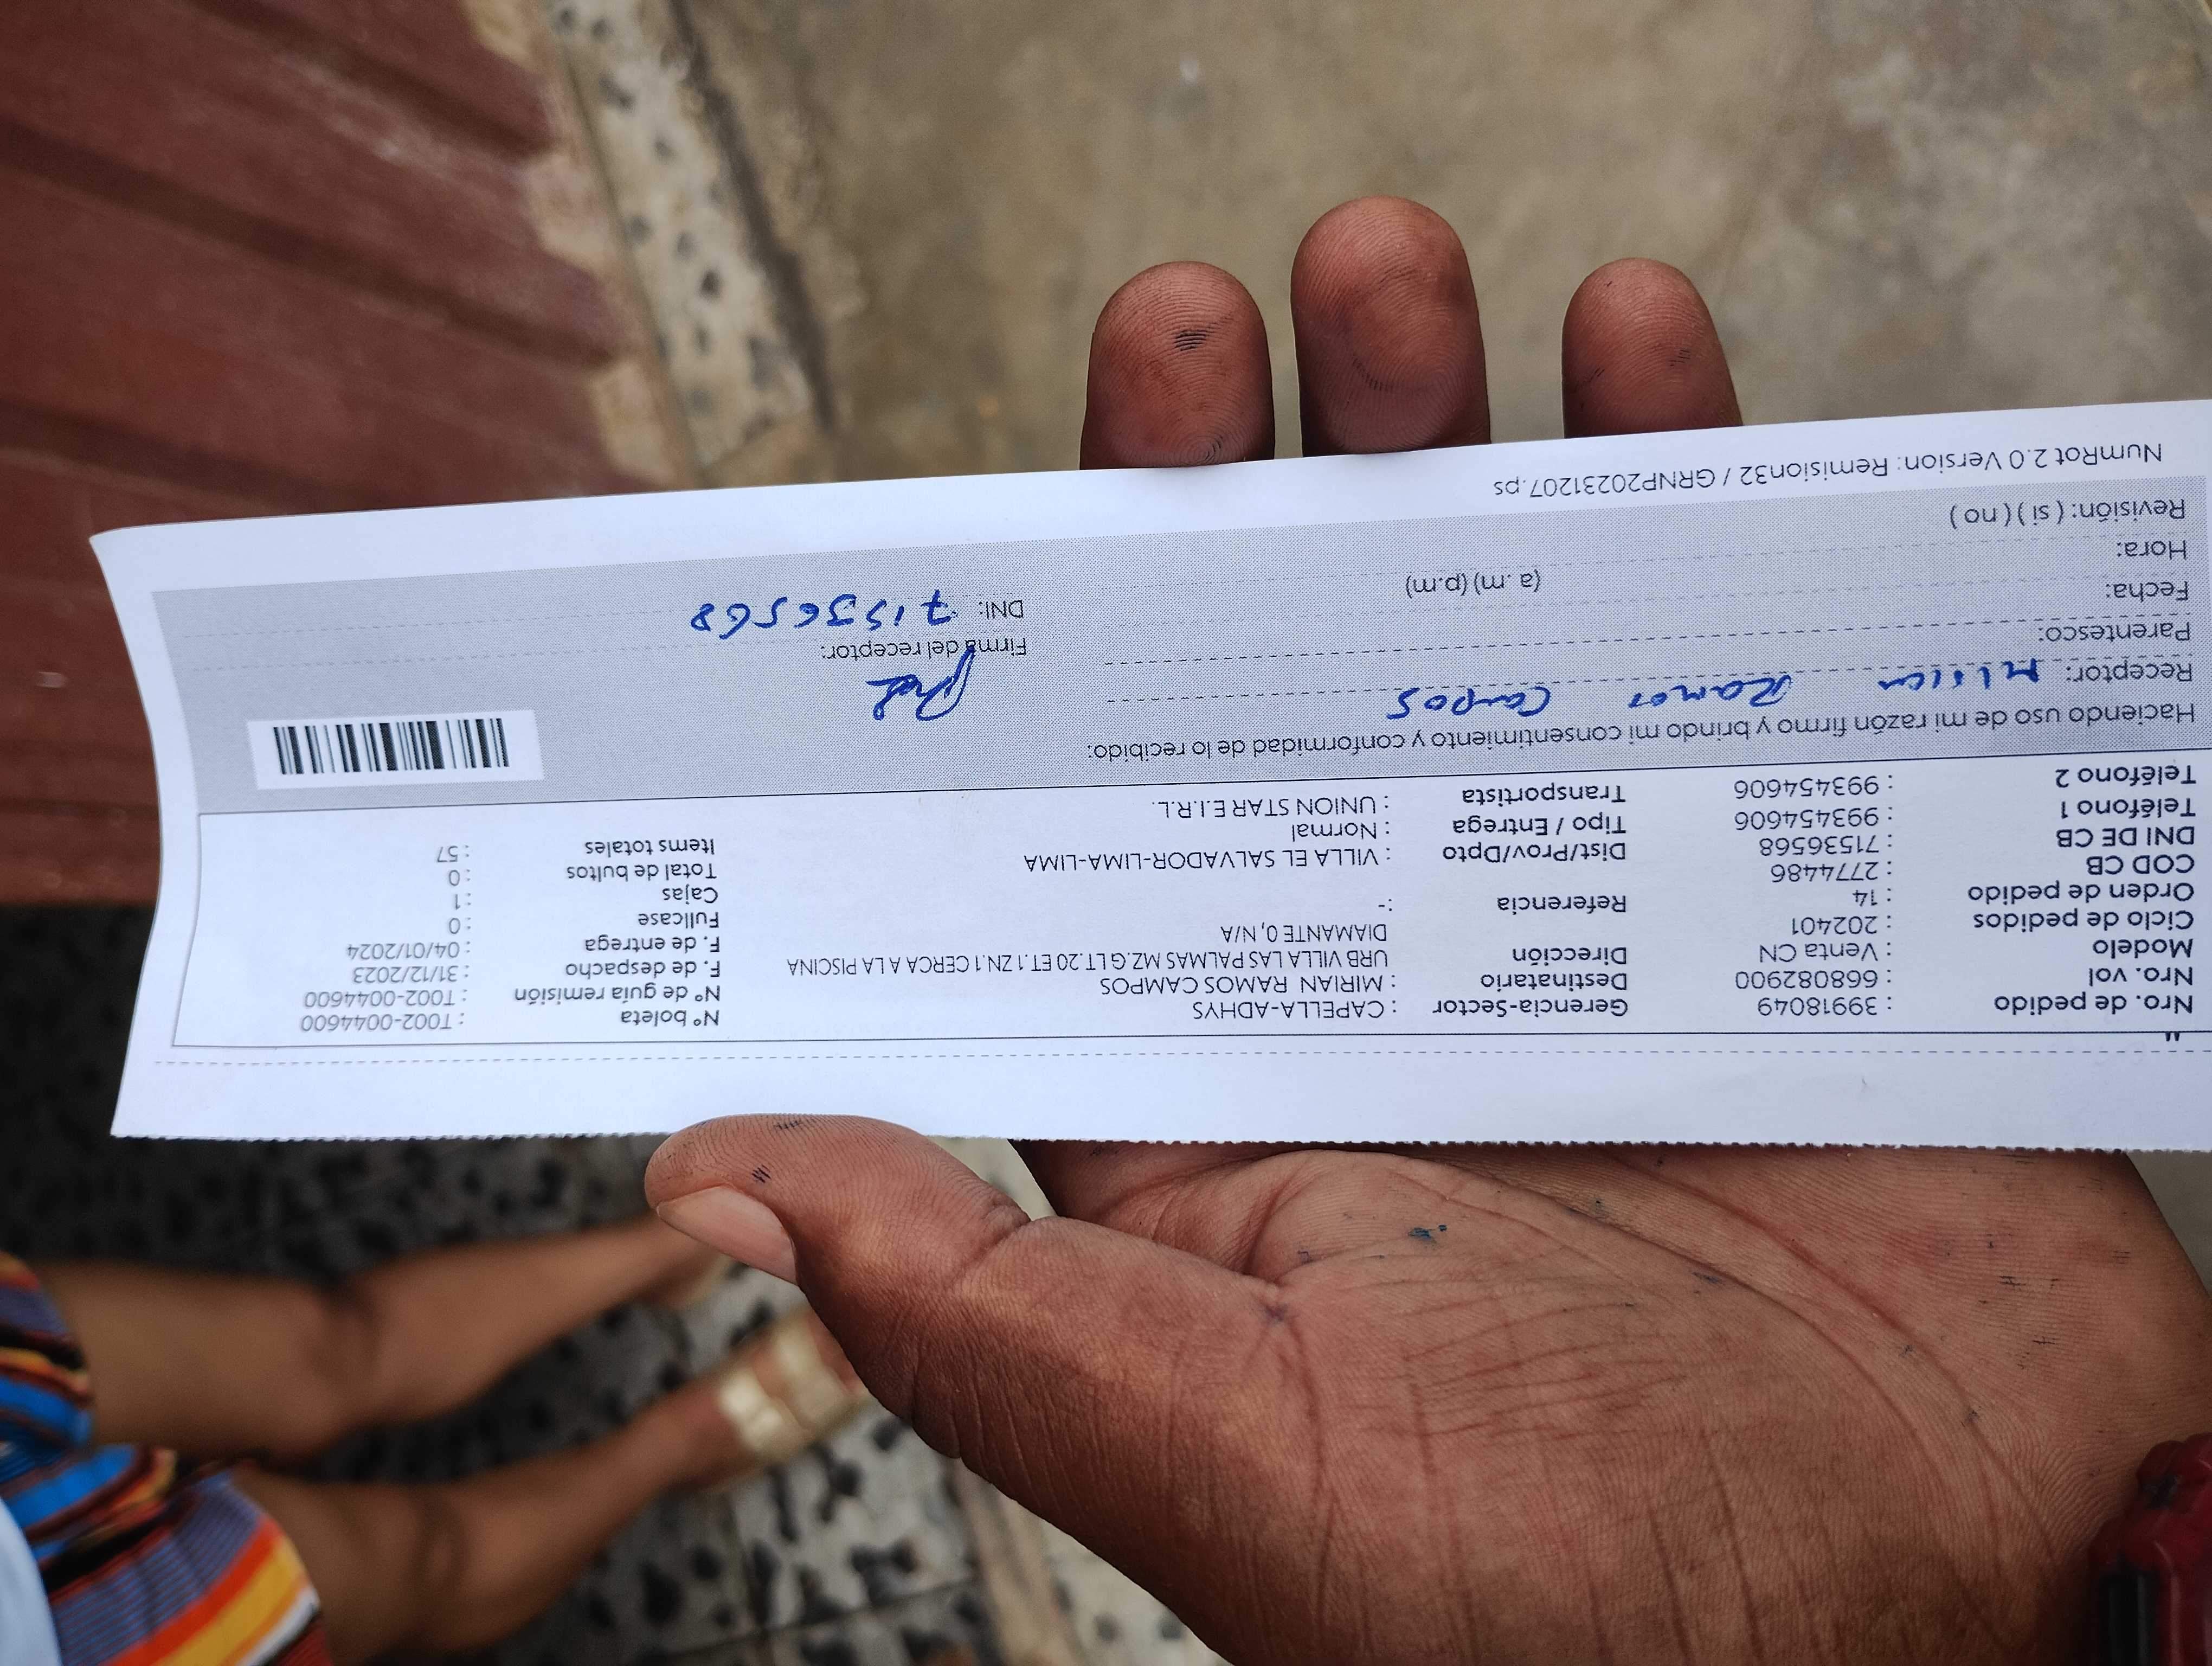 Nro. de pedido : 39918049 Gerencia-Sector : CAPELLA-ADHYS Nº boleta : T002-0044600
Nro. vol : 668082900 Destinatario : MIRIAN RAMOS CAMPOS Nº de guía remisión : T002-0044600
Modelo : Venta CN Dirección URB VILLA LAS PALMAS MZ.G LT.20 ET.1 ZN.1 CERCA A LA PISCINA F. de despacho : 31/12/2023
Ciclo de pedidos : 202401 DIAMANTE 0, N/A F. de entrega : 04/01/2024
Orden de pedido : 14 Referencia :- Fullcase : 0
COD CB : 2774486 Cajas : 1
DNI DE CB : 71536568 Dist/Prov/Dpto : VILLA EL SALVADOR-LIMA-LIMA Total de bultos : 0
Teléfono 1 : 993454606 Tipo / Entrega : Normal Items totales : 57
Teléfono 2 : 993454606 Transportista : UNION STAR E.I.R.L.
Haciendo uso de mi razón firmo y brindo mi consentimiento y conformidad de lo recibido:
Receptor: Ramos Campos
Parentesco: Firma del receptor:
Fecha: DNI: 71536568
Hora: (a.m) (p.m)
Revisión: ( si ) ( no )
NumRot 2.0 Version: Remision32 / GRNP20231207.ps